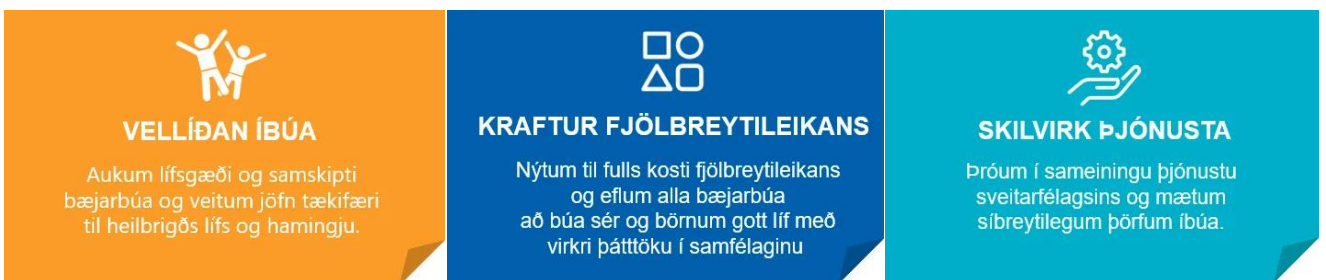 VELLÍÐAN ÍBÚA
Aukum lífsgæði og samskipti
bæjarbúa og veitum jöfn tækifæri
til heilbrigðs lífs og hamingju.
KRAFTUR FJÖLBREYTILEIKANS
Nýtum til fulls kosti fjölbreytileikans
og eflum alla bæjarbúa
að búa sér og börnum gott líf með
virkri þátttöku í samfélaginu
SKILVIRK ÞJÓNUSTA
Þróum í sameiningu þjónustu
sveitarfélagsins og mætum
síbreytilegum þörfum íbúa.